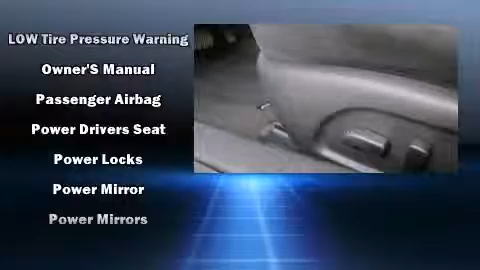 LOW Tire Pressure Warning
Owner'S Manual
Passenger Airbag
Power Drivers Seat
Power Locks
Power Mirror
Power Mirrors